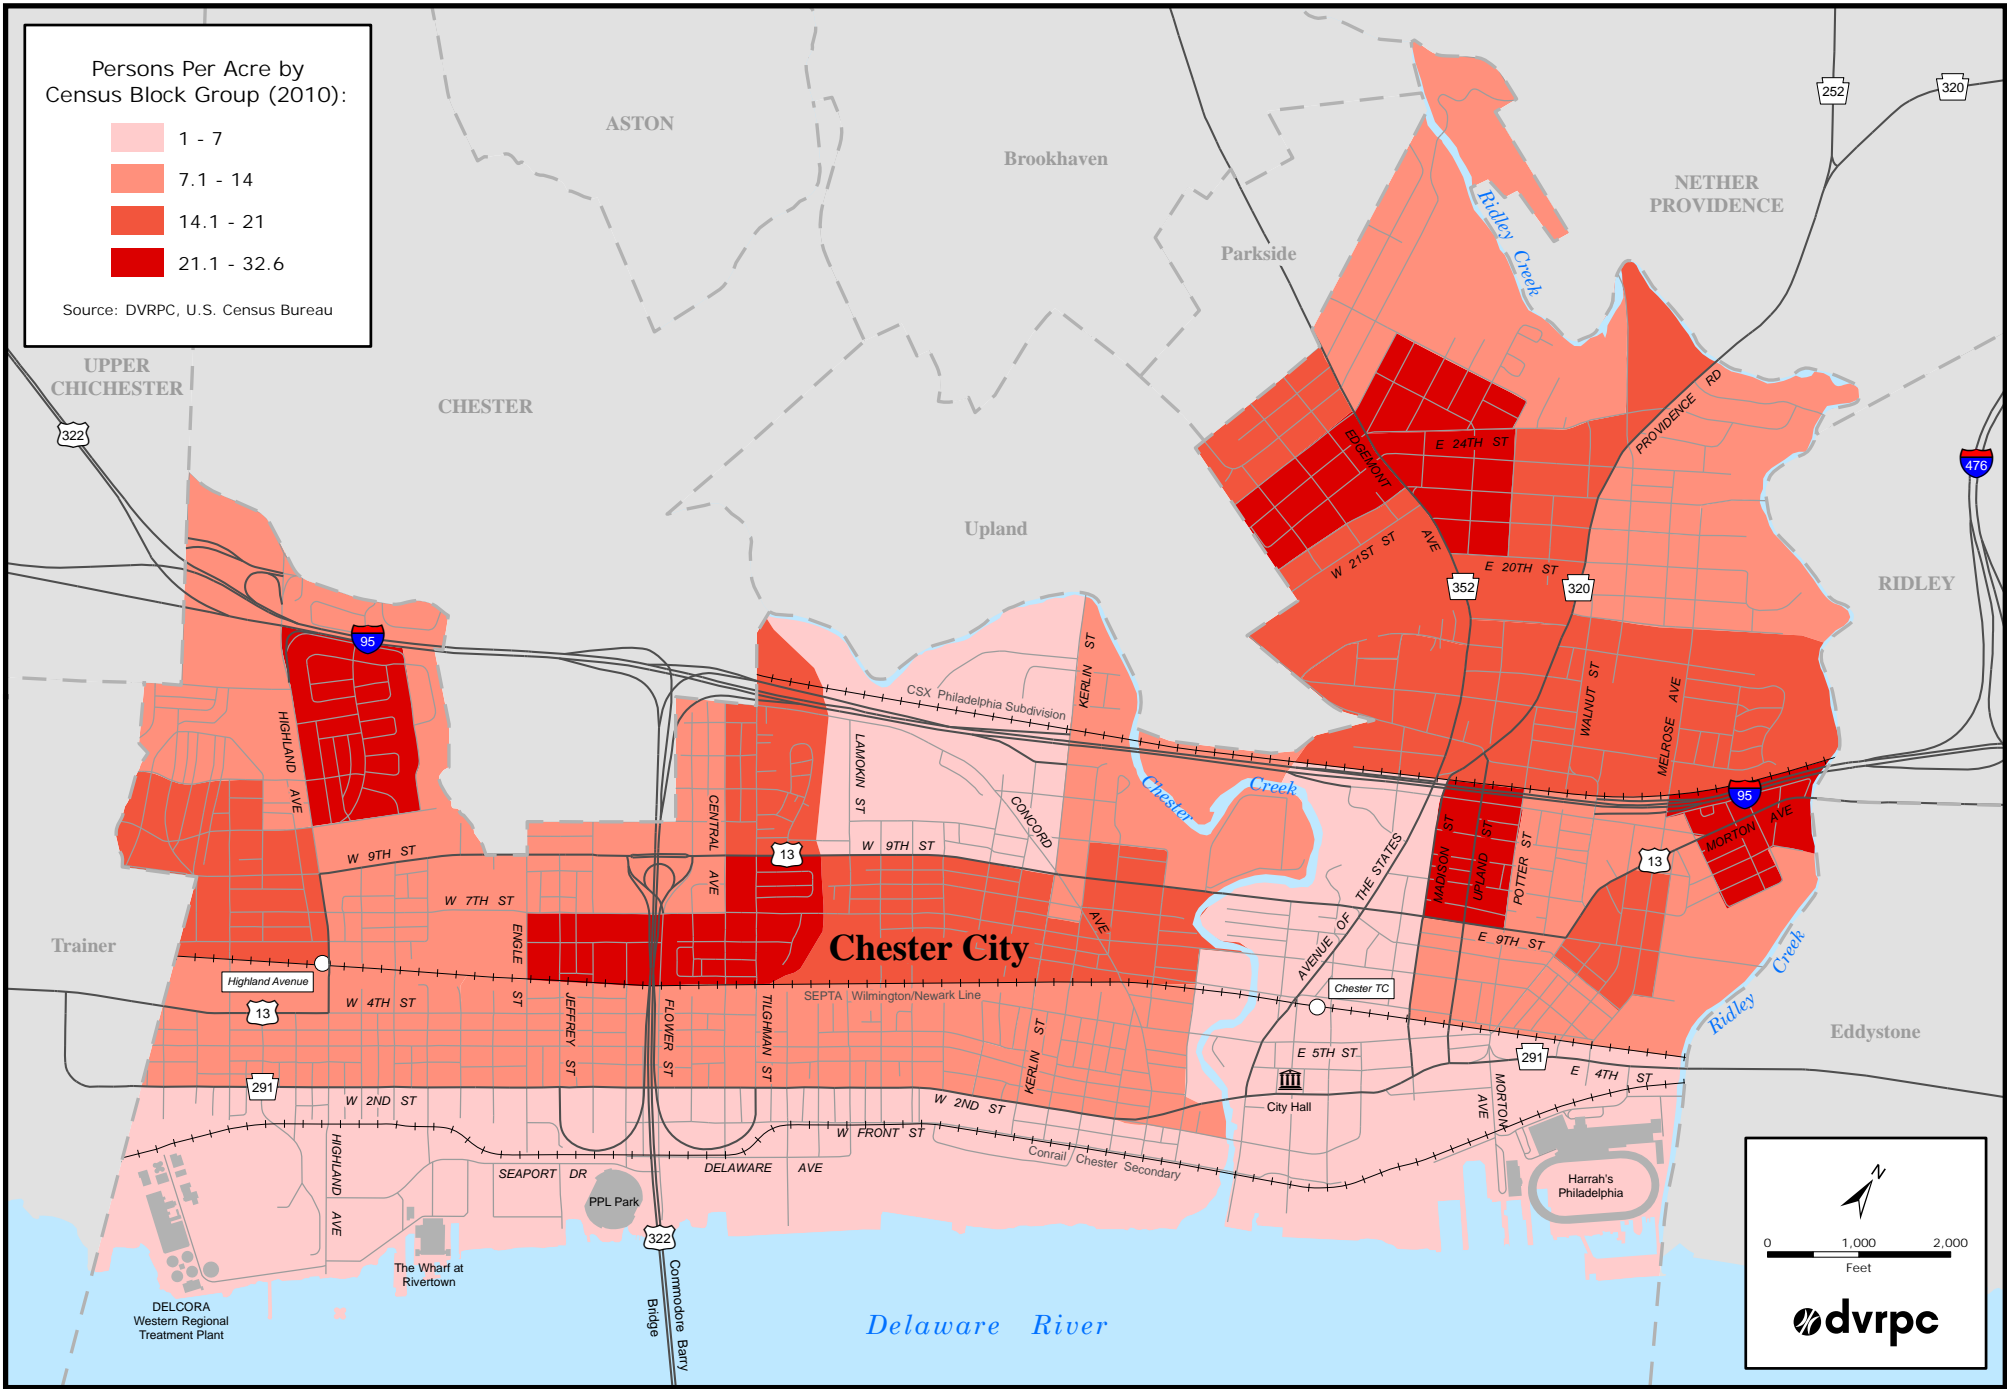 Persons Per Acre by
Census Block Group (2010):
1 - 7
7.1 - 14
14.1 - 21
21.1 - 32.6
Source: DVRPC, U.S. Census Bureau
ASTON
Brookhaven
Parkside
NETHER
PROVIDENCE
252
320
Ridley Creek
UPPER
CHICHESTER
CHESTER
322
Upland
RIDLEY
476
PROVIDENCE RD
E 24TH ST
EDGEMONT AVE
W 21ST ST
E 20TH ST
352
320
95
HIGHLAND AVE
CSX Philadelphia Subdivision
KERLIN ST
LAMOKIN ST
CONCORD AVE
CENTRAL AVE
Chester Creek
WALNUT ST
MELROSE AVE
95
MORTON AVE
13
13
W 9TH ST
W 9TH ST
W 7TH ST
ENGLE ST
MADISON ST
UPLAND ST
POTTER ST
AVENUE OF THE STATES
E 9TH ST
Trainer
Chester City
Highland Avenue
13
W 4TH ST
SEPTA Wilmington/Newark Line
Chester TC
JEFFREY ST
FLOWER ST
TILGHMAN ST
KERLIN ST
E 5TH ST
291
E 4TH ST
Ridley Creek
Eddystone
291
W 2ND ST
W 2ND ST
City Hall
MORTON AVE
HIGHLAND AVE
W FRONT ST
Conrail Chester Secondary
SEAPORT DR
DELAWARE AVE
PPL Park
Harrah's
Philadelphia
322
Commodore Barry
Bridge
The Wharf at
Rivertown
DELCORA
Western Regional
Treatment Plant
Delaware River
N
0 1,000 2,000
Feet
dvrpc